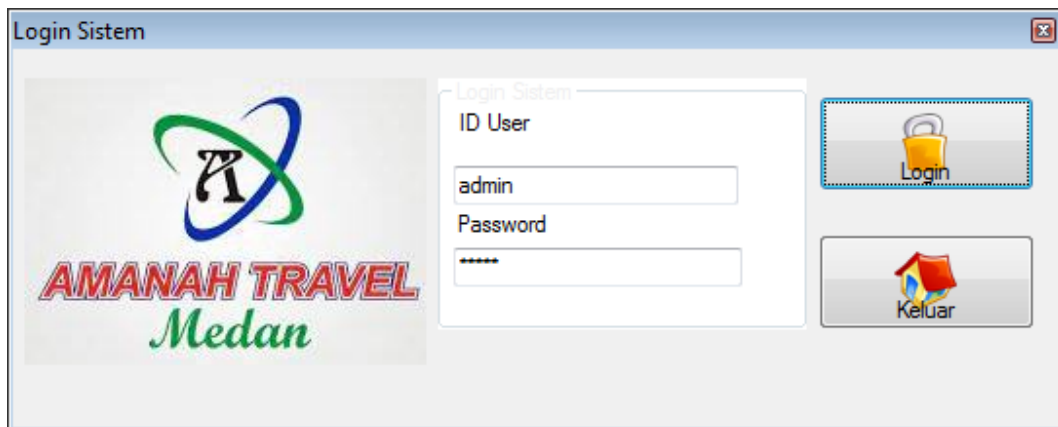 Login Sistem
A
AMANAH TRAVEL
Medan
Login Sistem
ID User
admin
Password
*****
Login
Keluar